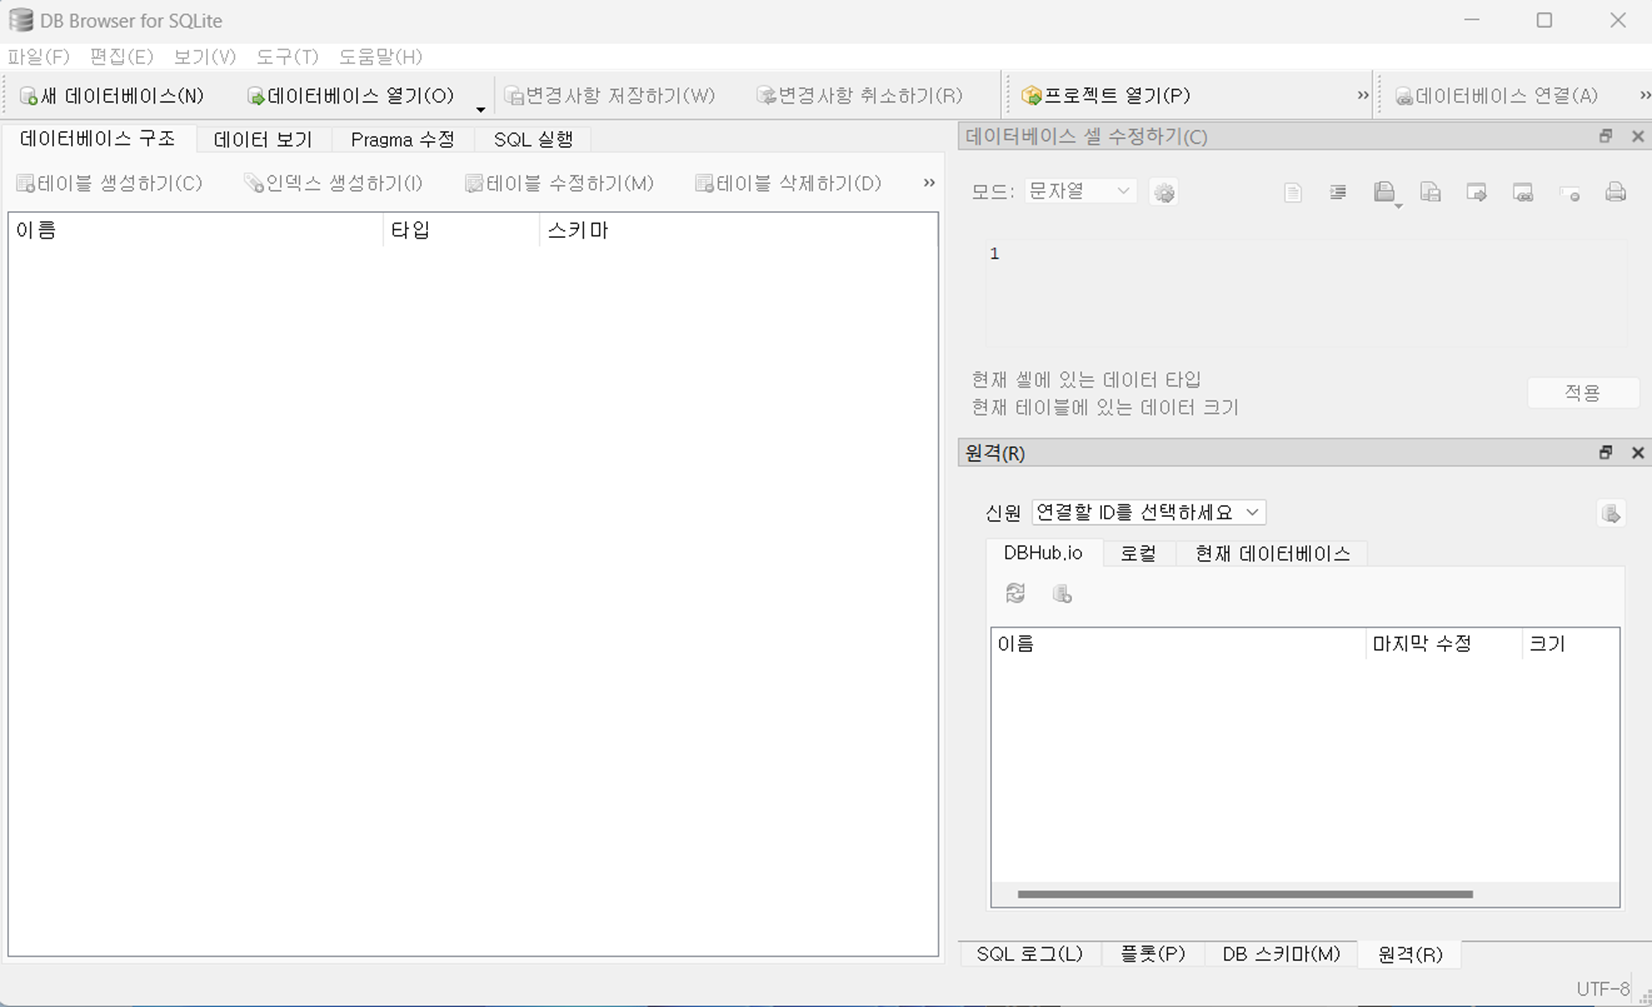 DB Browser for SQLite
파일(F) 편집(E) 보기(V) 도구(T) 도움말(H)
새 데이터베이스(N) 데이터베이스 열기(O) 변경사항 저장하기(W) 변경사항 취소하기(R) 프로젝트 열기(P) » 데이터베이스 연결(A) »
데이터베이스 구조 데이터 보기 Pragma 수정 SQL 실행
테이블 생성하기(C) 인덱스 생성하기(I) 테이블 수정하기(M) 테이블 삭제하기(D) »
이름 타입 스키마
데이터베이스 셀 수정하기(C)
모드: 문자열
1
현재 셀에 있는 데이터 타입
현재 테이블에 있는 데이터 크기
적용
원격(R)
신원 연결할 ID를 선택하세요
DBHub.io 로컬 현재 데이터베이스
이름 마지막 수정 크기
SQL 로그(L) 플롯(P) DB 스키마(M) 원격(R)
UTF-8